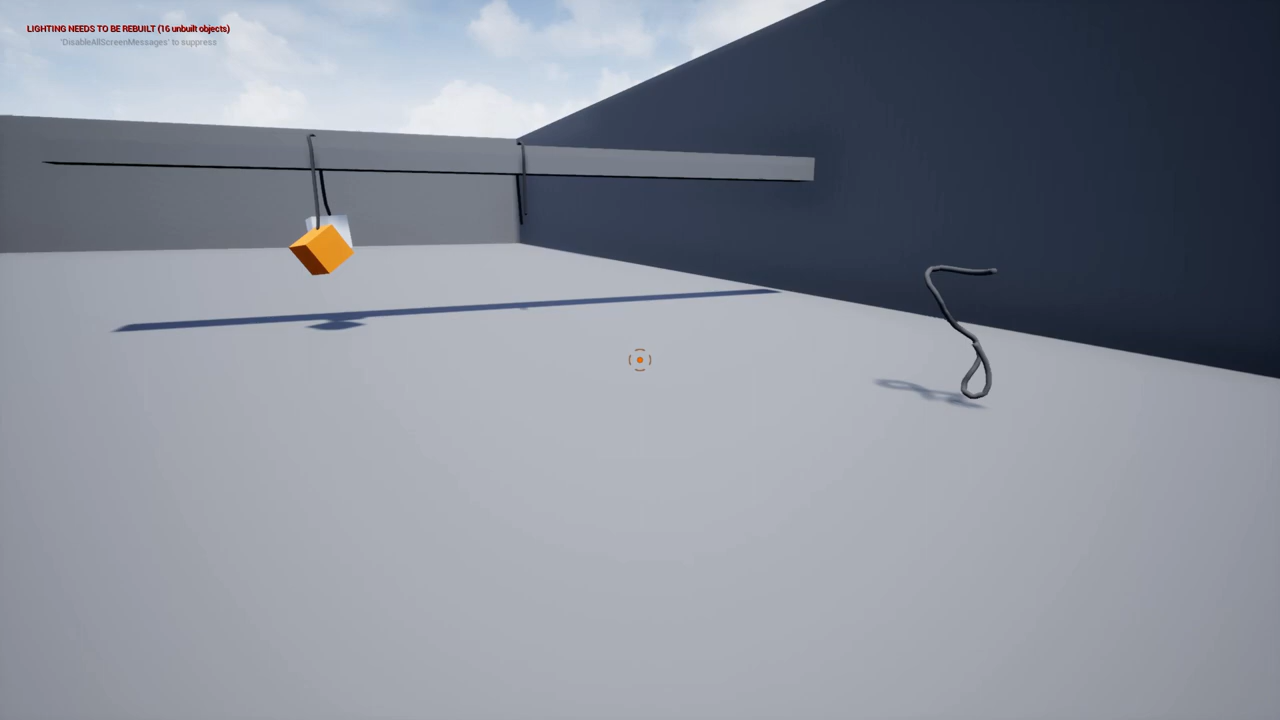 LIGHTING NEEDS TO BE REBUILT (16 unbuilt objects)
'DisableAllScreenMessages' to suppress